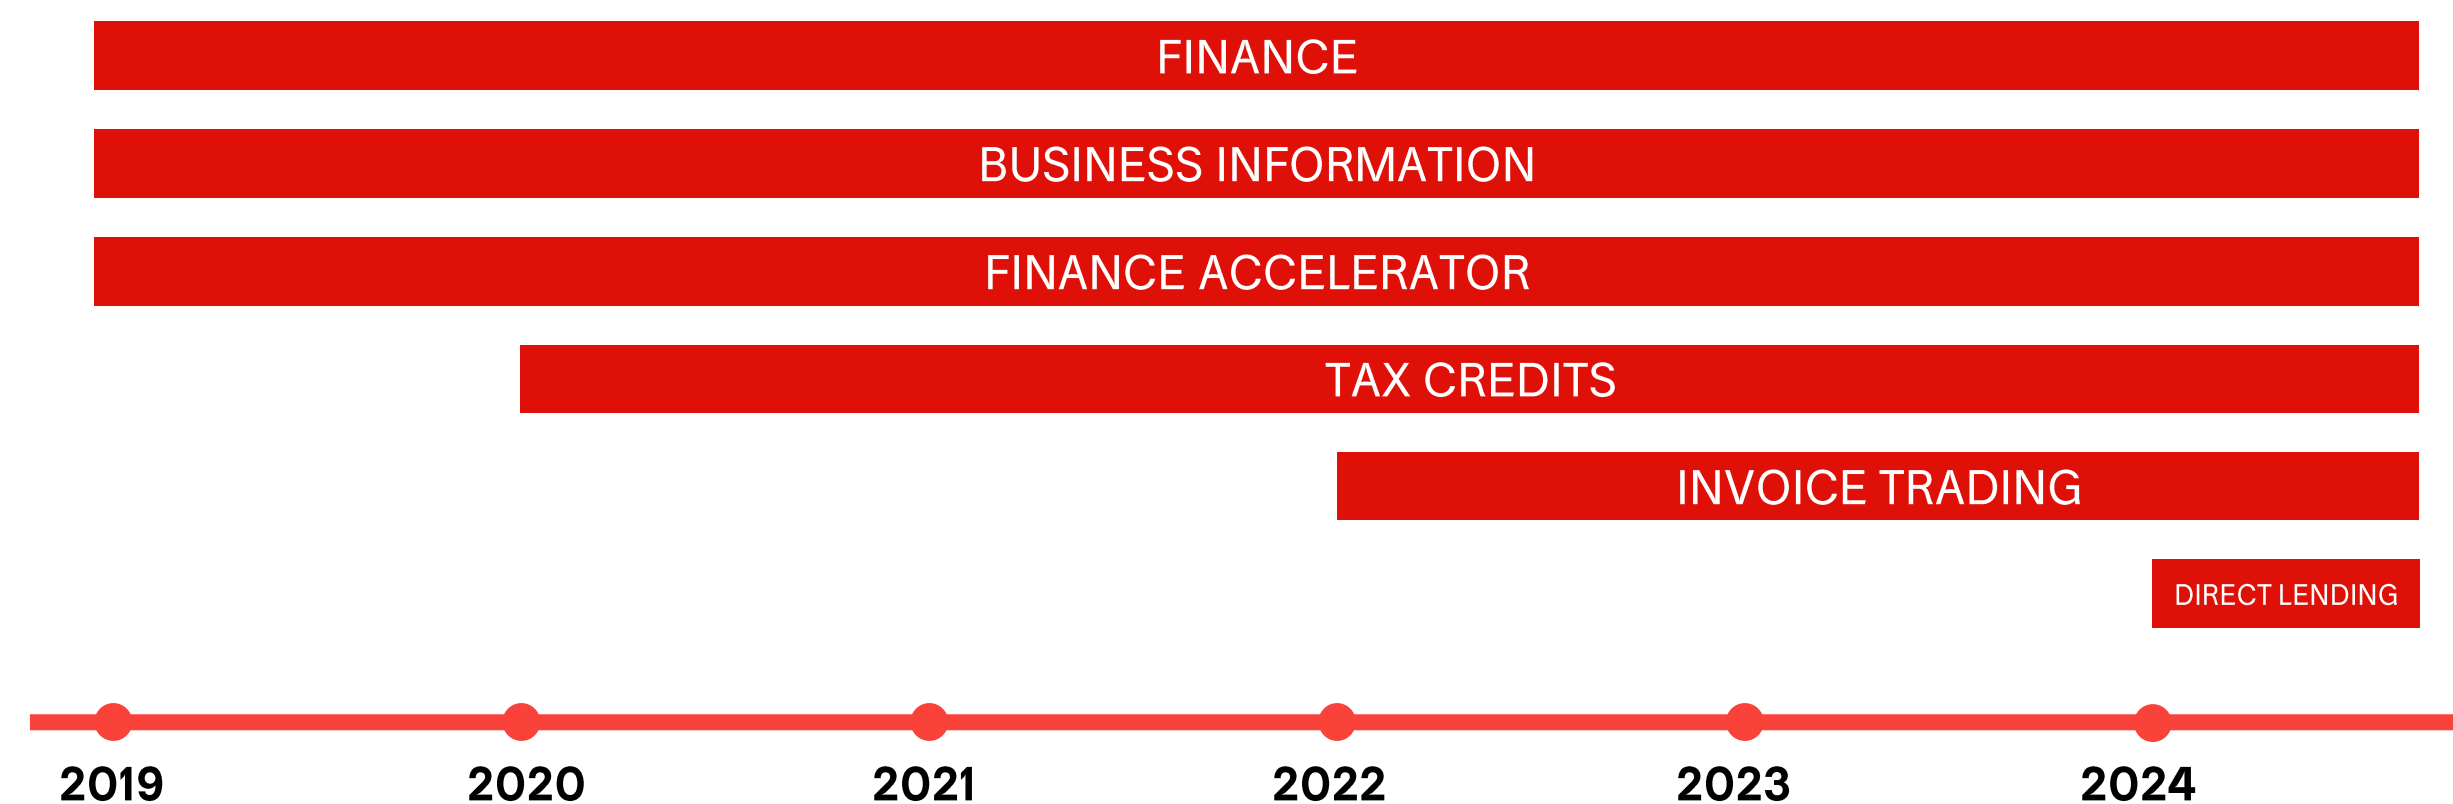 FINANCE
BUSINESS INFORMATION
FINANCE ACCELERATOR
TAX CREDITS
INVOICE TRADING
DIRECT LENDING
2019 2020 2021 2022 2023 2024